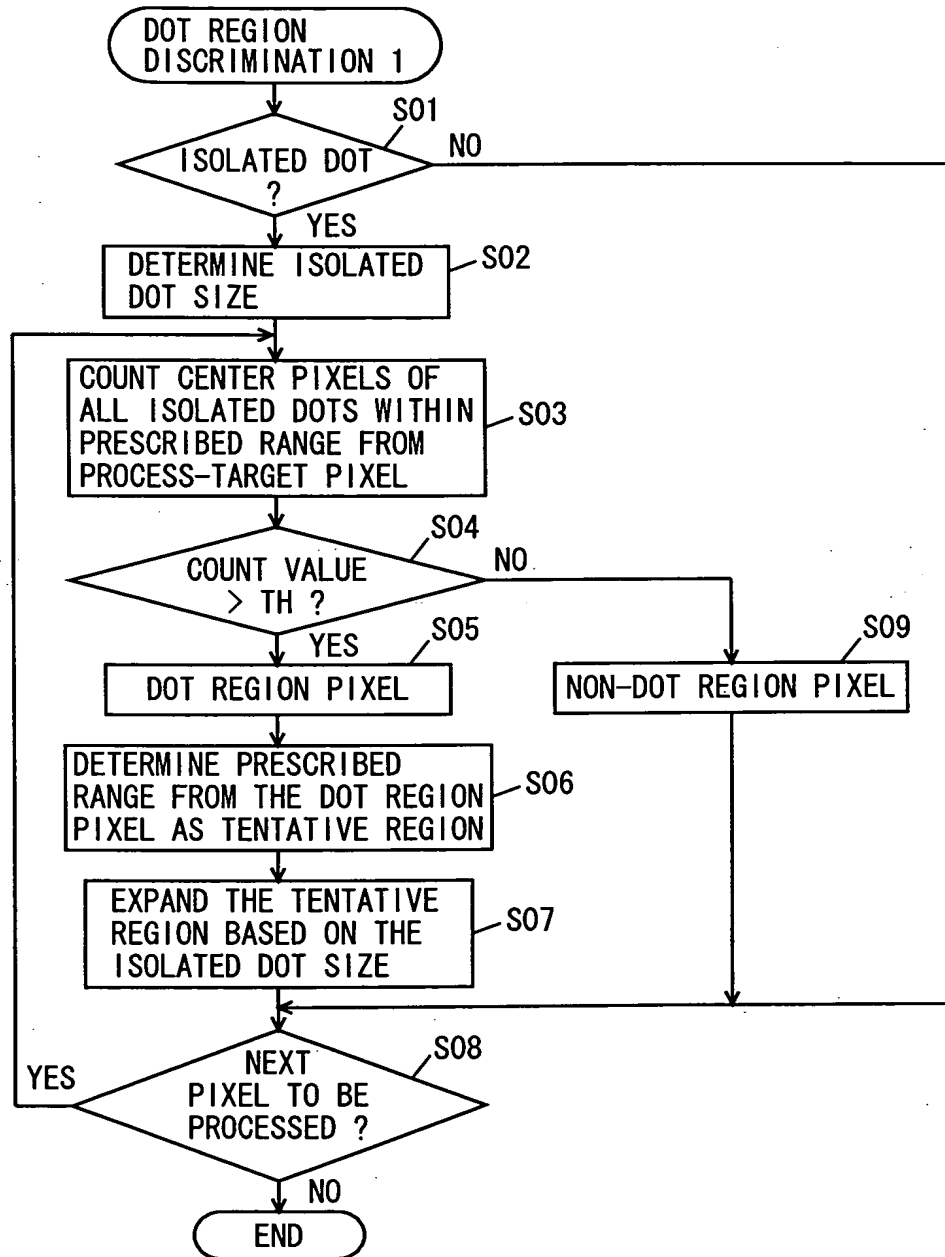 DOT REGION
DISCRIMINATION 1
S01
ISOLATED DOT
?
NO
YES
DETERMINE ISOLATED
DOT SIZE
S02
COUNT CENTER PIXELS OF
ALL ISOLATED DOTS WITHIN
PRESCRIBED RANGE FROM
PROCESS-TARGET PIXEL
S03
S04
COUNT VALUE
> TH ?
NO
YES
S05
DOT REGION PIXEL
S09
NON-DOT REGION PIXEL
DETERMINE PRESCRIBED
RANGE FROM THE DOT REGION
PIXEL AS TENTATIVE REGION
S06
EXPAND THE TENTATIVE
REGION BASED ON THE
ISOLATED DOT SIZE
S07
S08
NEXT
PIXEL TO BE
PROCESSED ?
YES
NO
END